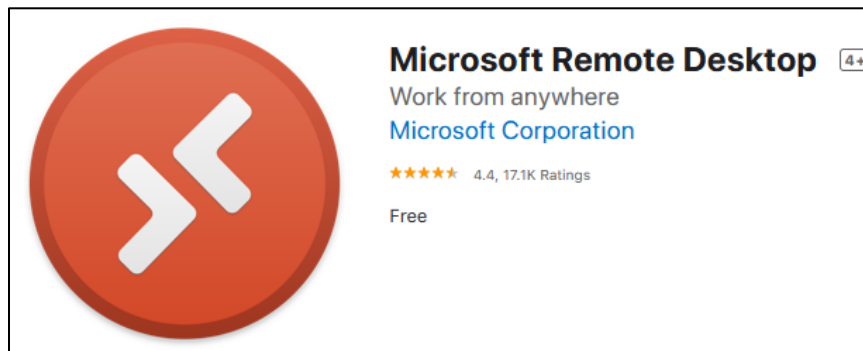 Microsoft Remote Desktop 4+
Work from anywhere
Microsoft Corporation
4.4, 17.1K Ratings
Free